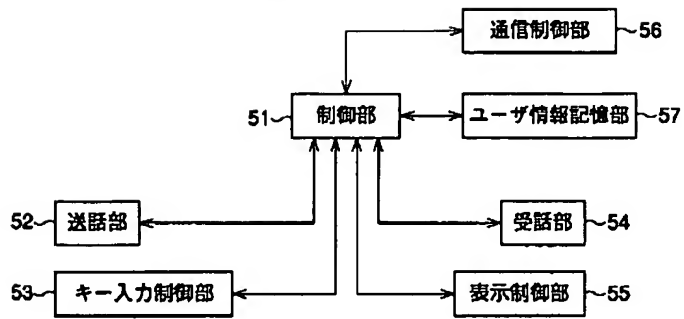 通信制御部 56
51 制御部
ユーザ情報記憶部 57
52 送話部
受話部 54
53 キー入力制御部
表示制御部 55